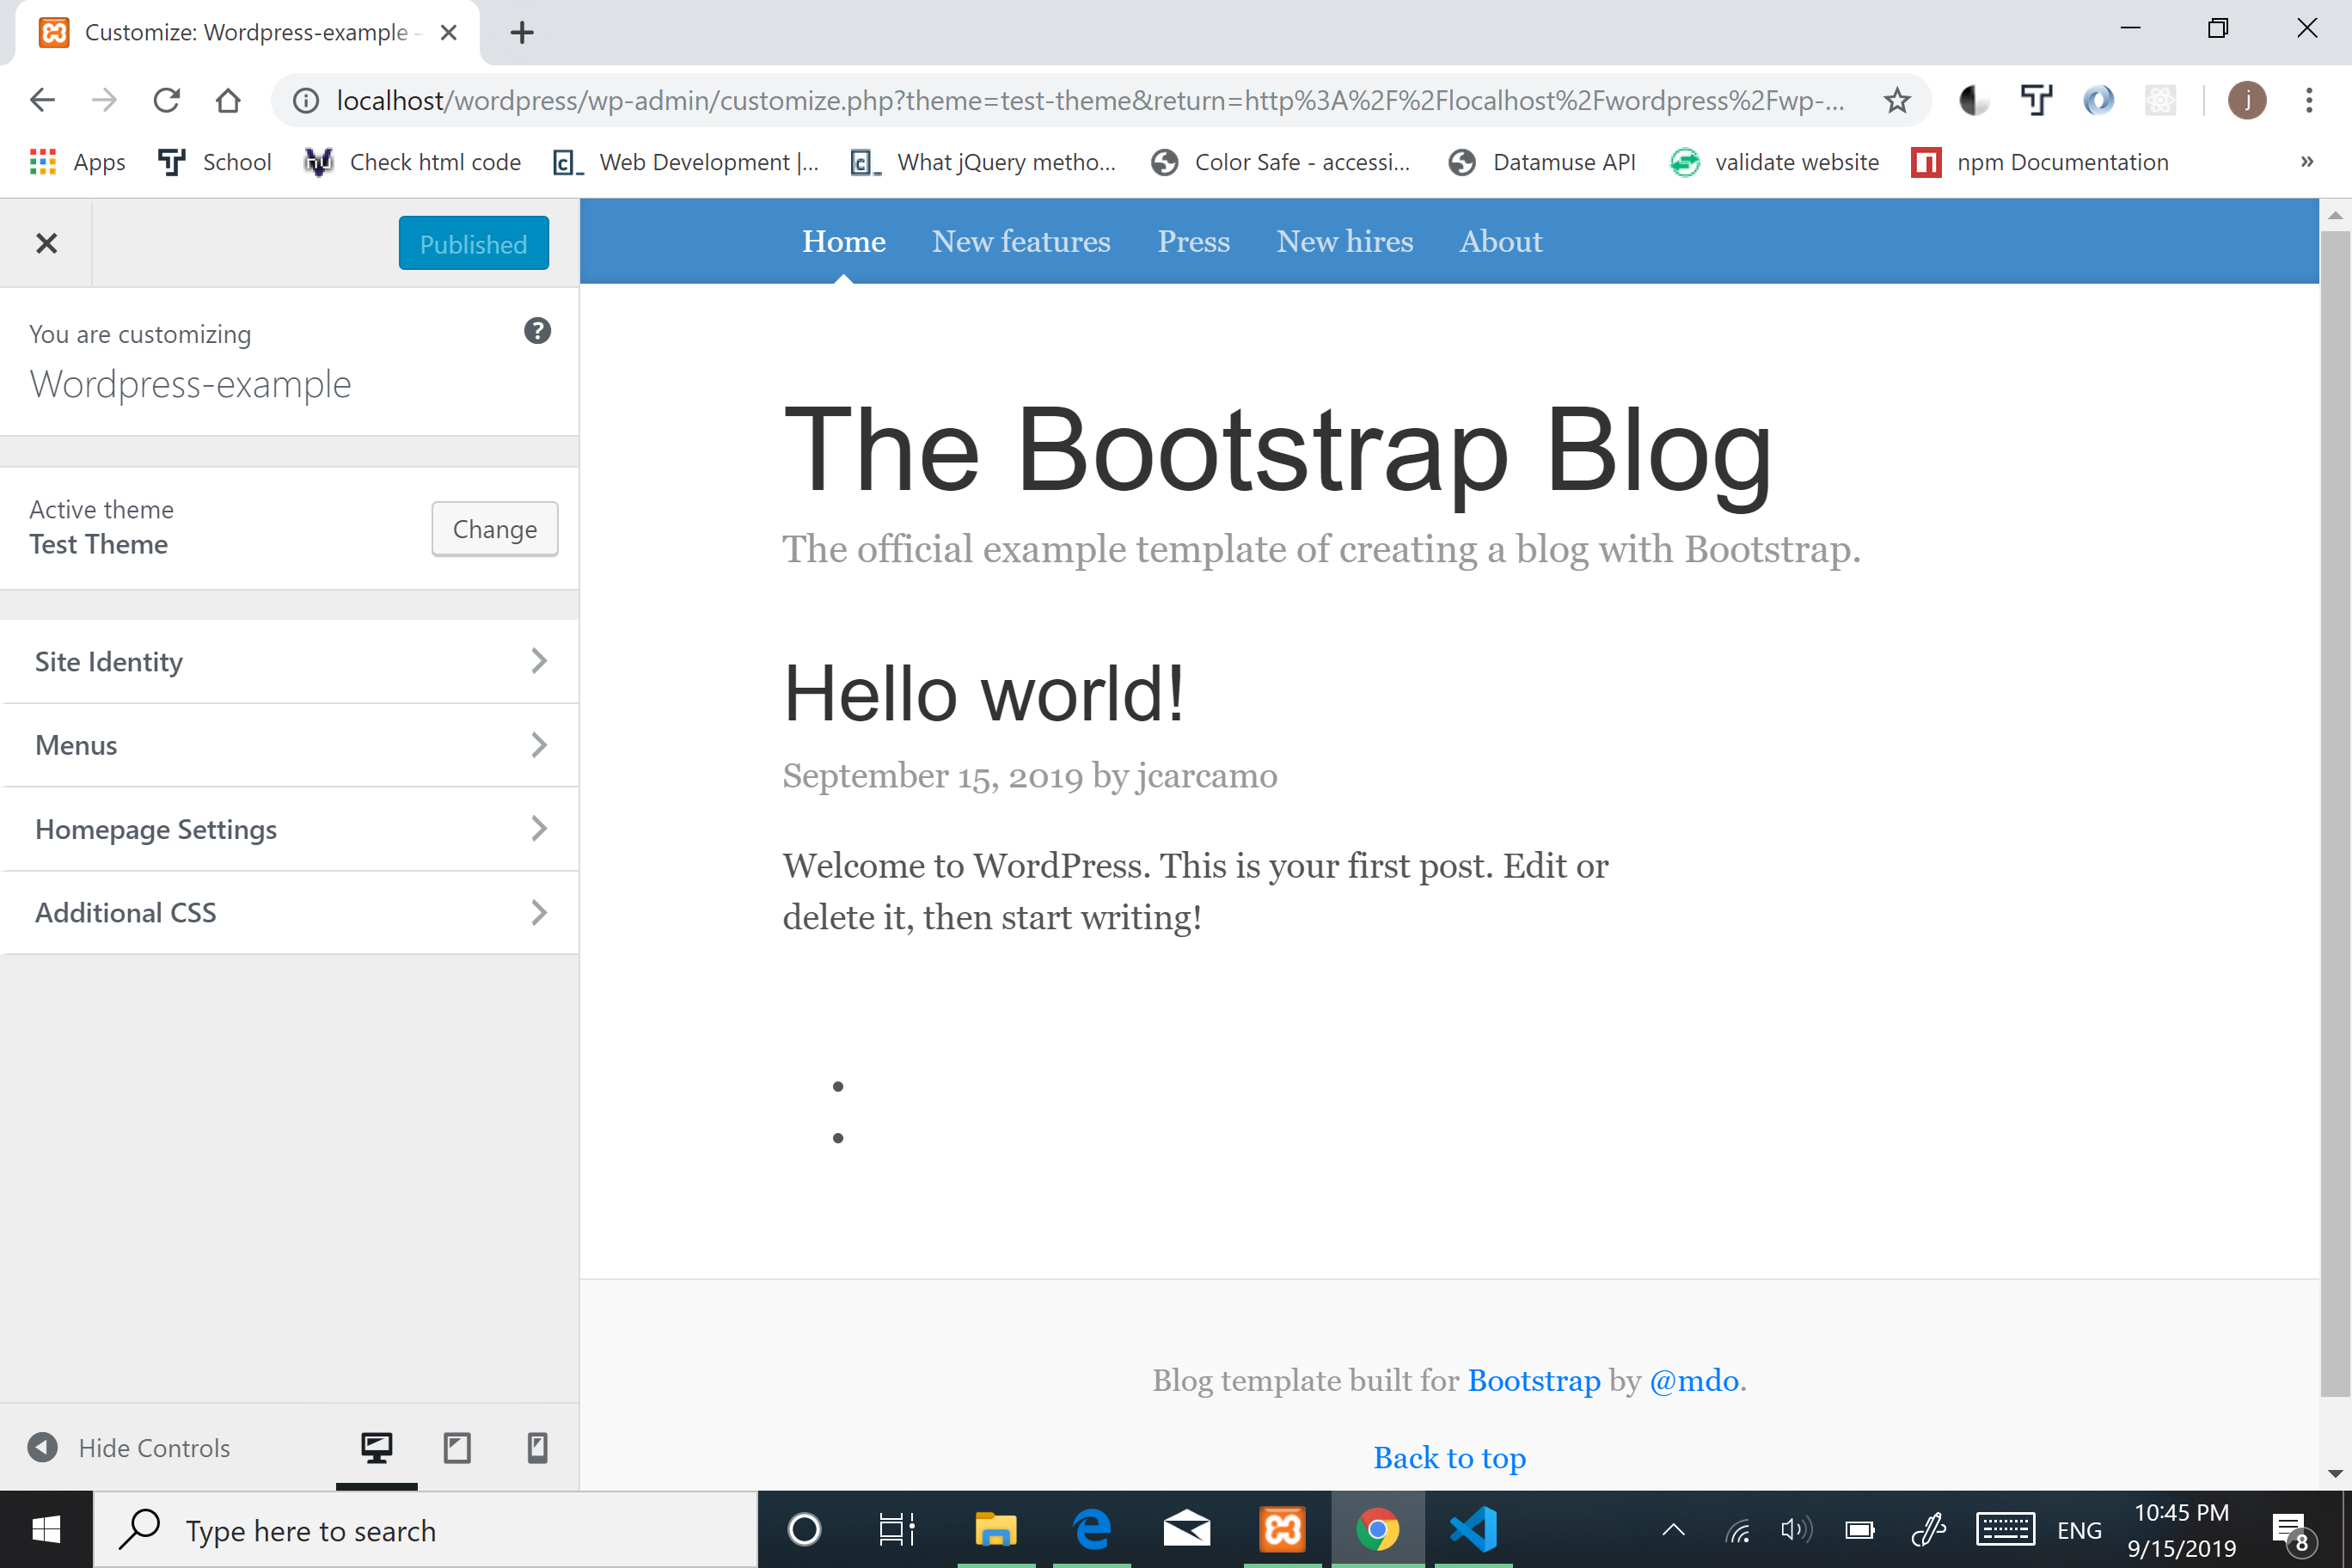 Customize: Wordpress-example -
localhost/wordpress/wp-admin/customize.php?theme=test-theme&return=http%3A%2F%2Flocalhost%2Fwordpress%2Fwp-...
j
Apps School Check html code Web Development |... What jQuery metho... Color Safe - accessi... Datamuse API validate website npm Documentation »
Published
You are customizing
Wordpress-example
Active theme
Test Theme
Change
Site Identity
Menus
Homepage Settings
Additional CSS
Hide Controls
Home New features Press New hires About
The Bootstrap Blog
The official example template of creating a blog with Bootstrap.
Hello world!
September 15, 2019 by jcarcamo
Welcome to WordPress. This is your first post. Edit or
delete it, then start writing!
Blog template built for Bootstrap by @mdo.
Back to top
Type here to search
ENG
10:45 PM
9/15/2019
8